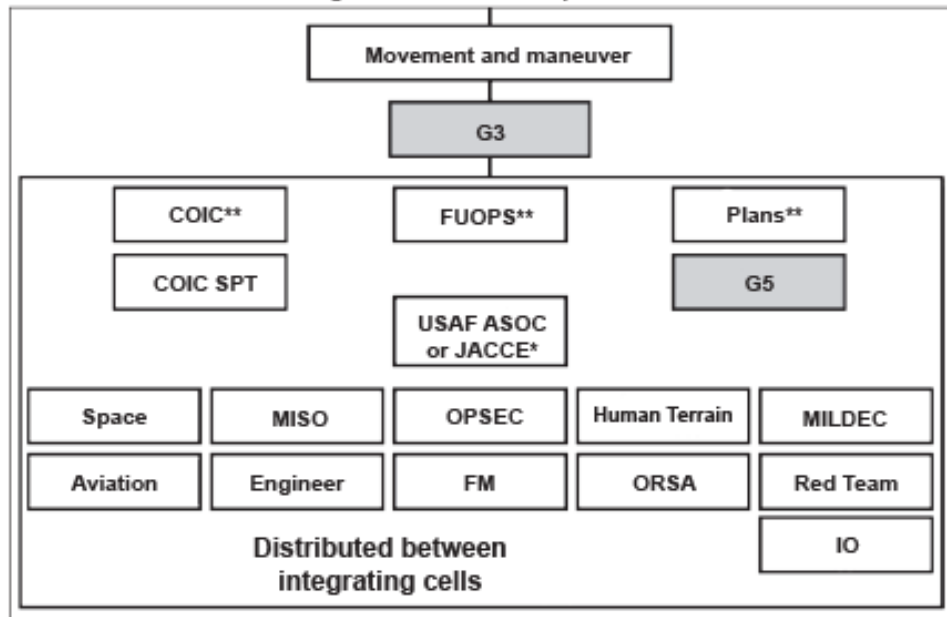 Movement and maneuver
G3
COIC**
FUOPS**
Plans**
COIC SPT
G5
USAF ASOC
or JACCE*
Space
MISO
OPSEC
Human Terrain
MILDEC
Aviation
Engineer
FM
ORSA
Red Team
Distributed between
integrating cells
IO